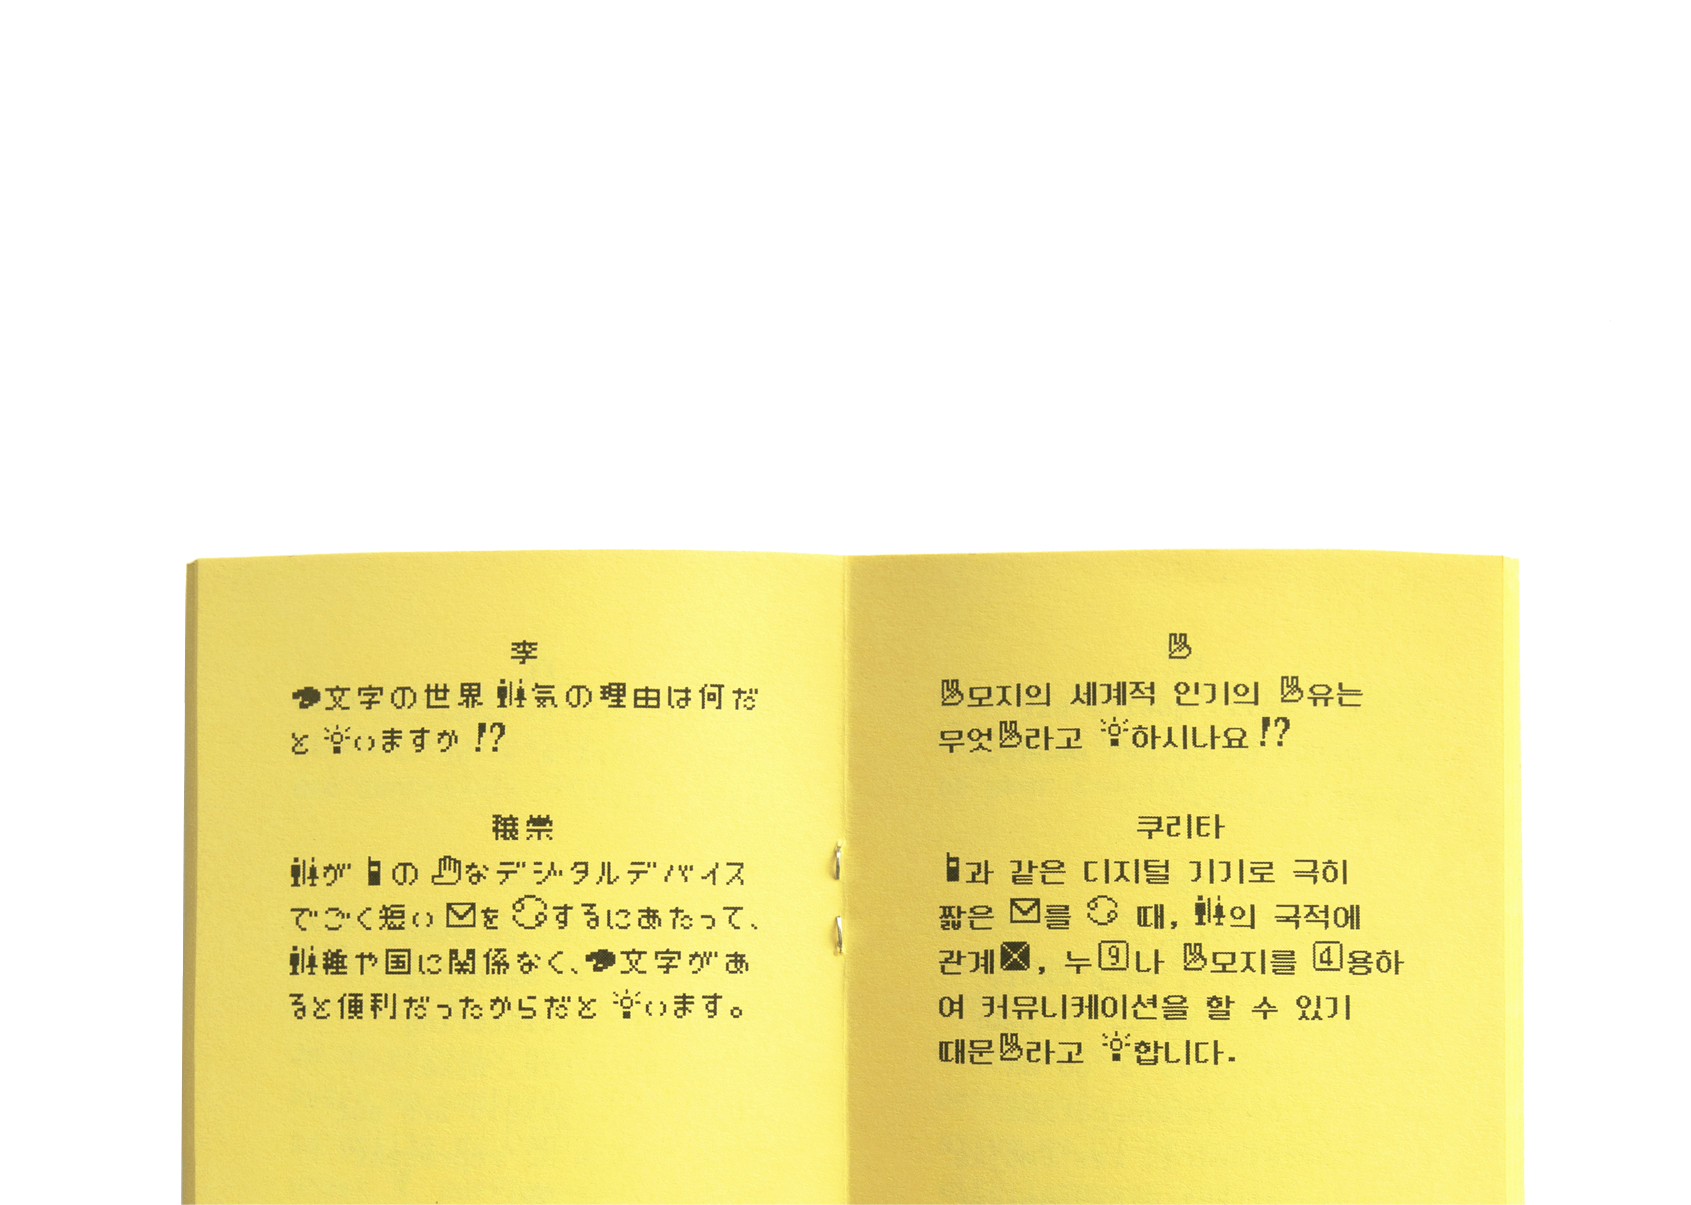 李
🎨文字の世界🚻気の理由は何だ
と💡いますか⁉
穣崇
🚻が📱の✋なデジタルデバイス
でごく短い✉を♋するにあたって、
🚻種や国に関係なく、🎨文字があ
ると便利だったからだと💡います。
✌
✌모지의 세계적 인기의 ✌유는
무엇✌라고 💡하시나요⁉
쿠리타
📱과 같은 디지털 기기로 극히
짧은 ✉를 ♋ 때, 🚻의 국적에
관계❎, 누9️⃣나 ✌모지를 4️⃣용하
여 커뮤니케이션을 할 수 있기
때문✌라고 💡합니다.